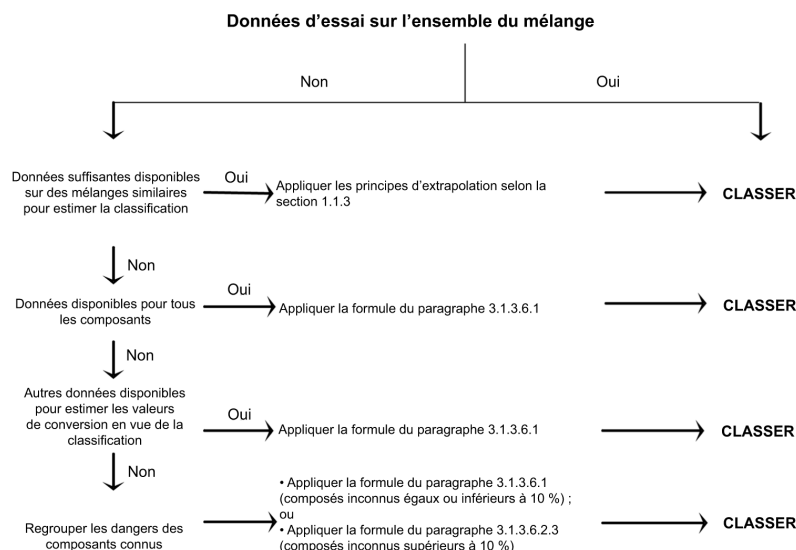 Données d’essai sur l’ensemble du mélange
Non
Oui
Données suffisantes disponibles
sur des mélanges similaires
pour estimer la classification
Oui
Appliquer les principes d’extrapolation selon la
section 1.1.3
CLASSER
Non
Données disponibles pour tous
les composants
Oui
Appliquer la formule du paragraphe 3.1.3.6.1
CLASSER
Non
Autres données disponibles
pour estimer les valeurs
de conversion en vue de la
classification
Oui
Appliquer la formule du paragraphe 3.1.3.6.1
CLASSER
Non
Regrouper les dangers des
composants connus
• Appliquer la formule du paragraphe 3.1.3.6.1
(composés inconnus égaux ou inférieurs à 10 %) ;
ou
• Appliquer la formule du paragraphe 3.1.3.6.2.3
(composés inconnus supérieurs à 10 %)
CLASSER